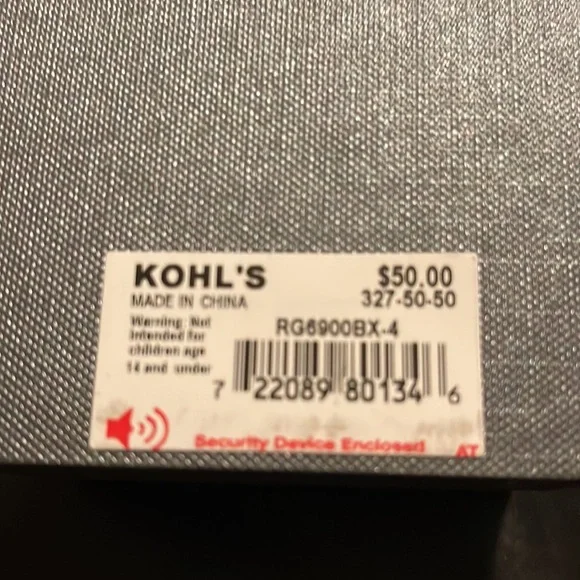 KOHL'S $50.00
MADE IN CHINA 327-50-50
Warning: Not
Intended for
children age
14 and under
RG6900BX-4
7 22089 80134 6
Security Device Enclosed AT